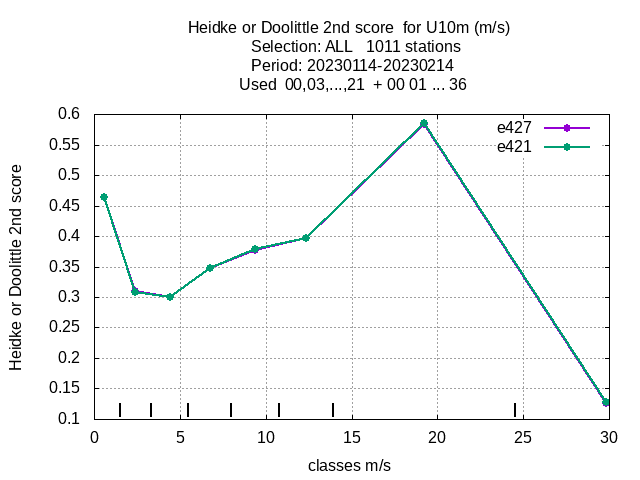 Heidke or Doolittle 2nd score  for U10m (m/s)
Selection: ALL   1011 stations
Period: 20230114-20230214
Used  00,03,...,21  + 00 01 ... 36
e427
e421
Heidke or Doolittle 2nd score
0.6
0.55
0.5
0.45
0.4
0.35
0.3
0.25
0.2
0.15
0.1
0 5 10 15 20 25 30
classes m/s